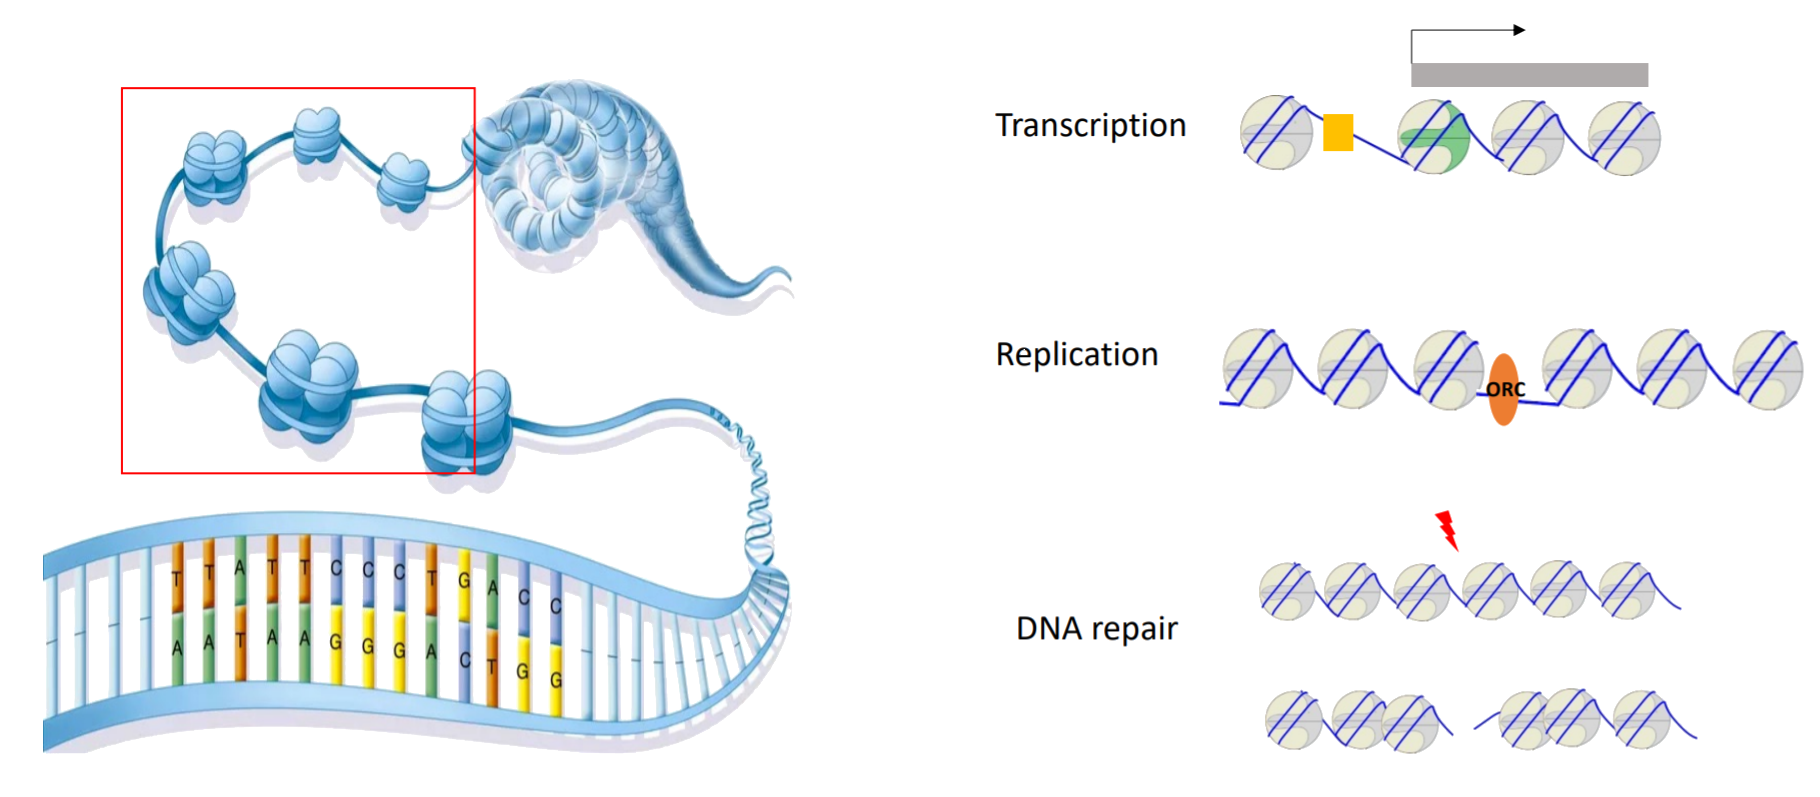 Transcription
Replication
ORC
DNA repair
T T A T T C C C T G A C C
A A T A A G G G A C T G G